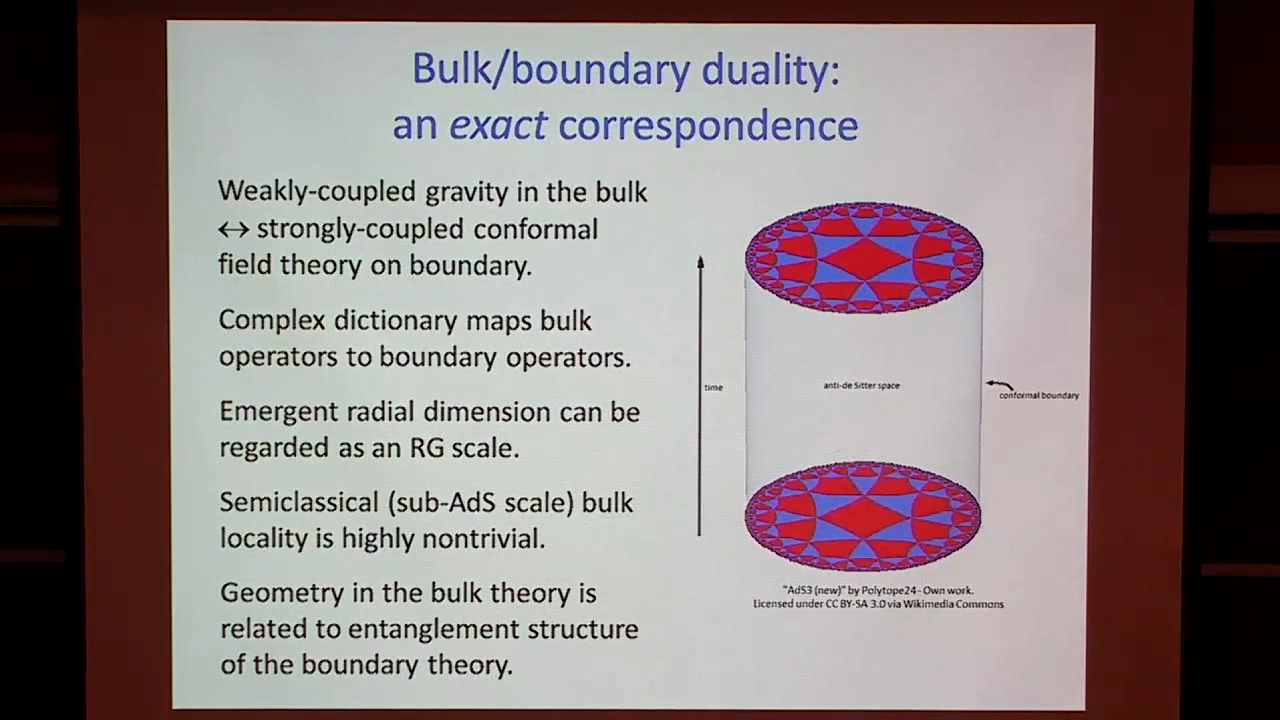 Bulk/boundary duality:
an exact correspondence
Weakly-coupled gravity in the bulk
↔ strongly-coupled conformal
field theory on boundary.
Complex dictionary maps bulk
operators to boundary operators.
Emergent radial dimension can be
regarded as an RG scale.
Semiclassical (sub-AdS scale) bulk
locality is highly nontrivial.
Geometry in the bulk theory is
related to entanglement structure
of the boundary theory.
time
anti-de Sitter space
conformal boundary
"AdS3 (new)" by Polytope24 - Own work.
Licensed under CC BY-SA 3.0 via Wikimedia Commons